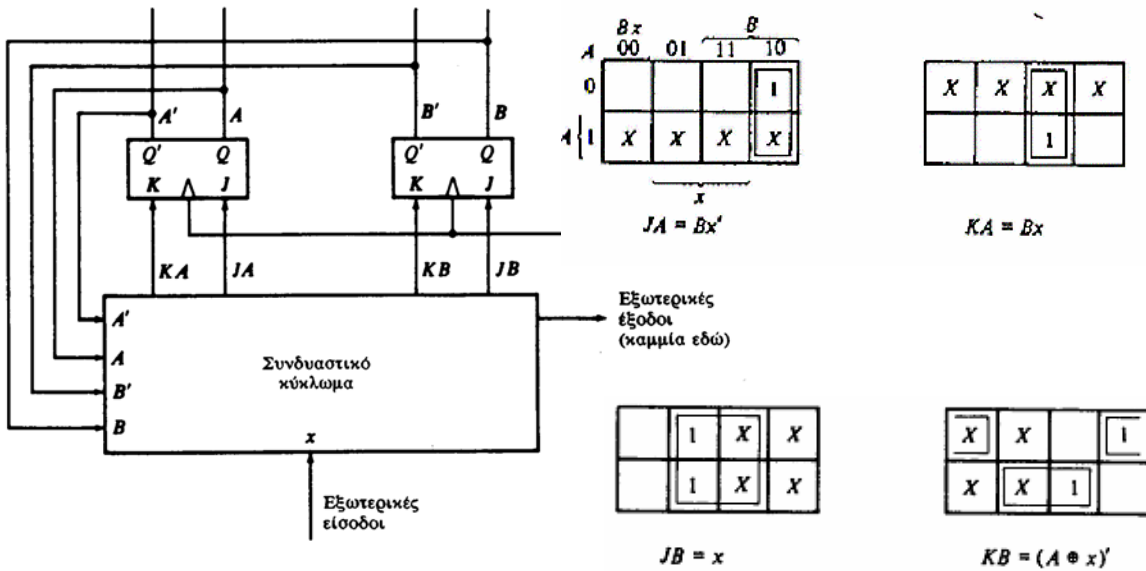 A' A B' B
Q' Q Q' Q
K J K J
KA JA KB JB
A'
A
B'
B
Συνδυαστικό
κύκλωμα
x
Εξωτερικές
είσοδοι
Εξωτερικές
έξοδοι
(καμμία εδώ)
Bx B
A 00 01 11 10
0 1
A { 1 X X X X
x
JA = Bx'
X X X X
1
KA = Bx
1 X X
1 X X
JB = x
X X 1
X X 1
KB = (A ⊕ x)'